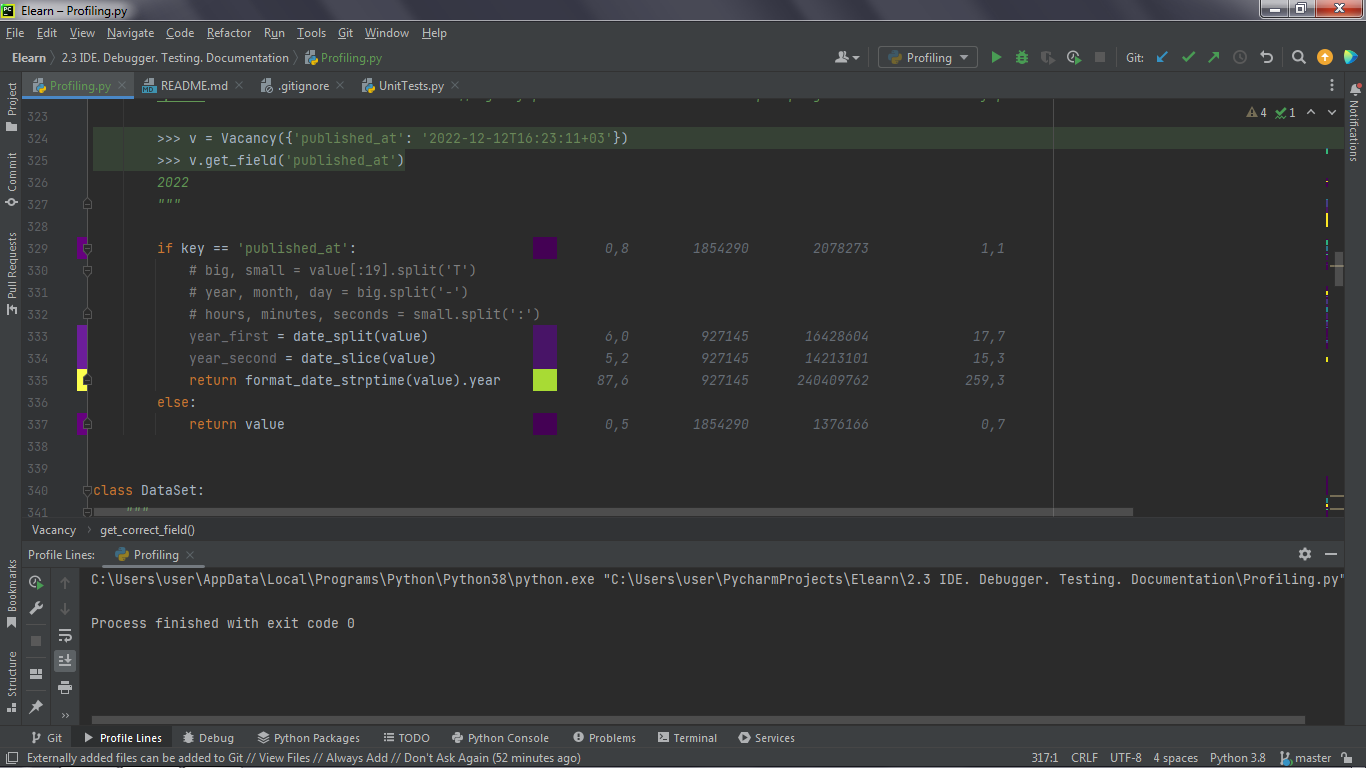 Elearn – Profiling.py
File Edit View Navigate Code Refactor Run Tools Git Window Help
Elearn 2.3 IDE. Debugger. Testing. Documentation Profiling.py Profiling Git:
Project Profiling.py README.md .gitignore UnitTests.py
Notifications
4 1
323
324 >>> v = Vacancy({'published_at': '2022-12-12T16:23:11+03'})
325 >>> v.get_field('published_at')
326 2022
327 """
328
329 if key == 'published_at': 0,8 1854290 2078273 1,1
330 # big, small = value[:19].split('T')
331 # year, month, day = big.split('-')
332 # hours, minutes, seconds = small.split(':')
333 year_first = date_split(value) 6,0 927145 16428604 17,7
334 year_second = date_slice(value) 5,2 927145 14213101 15,3
335 return format_date_strptime(value).year 87,6 927145 240409762 259,3
336 else:
337 return value 0,5 1854290 1376166 0,7
338
339
340 class DataSet:
341 """
Commit
Pull Requests
Vacancy get_correct_field()
Profile Lines: Profiling
C:\Users\user\AppData\Local\Programs\Python\Python38\python.exe "C:\Users\user\PycharmProjects\Elearn\2.3 IDE. Debugger. Testing. Documentation\Profiling.py"
Process finished with exit code 0
Bookmarks
Structure
Git Profile Lines Debug Python Packages TODO Python Console Problems Terminal Services
Externally added files can be added to Git // View Files // Always Add // Don't Ask Again (52 minutes ago) 317:1 CRLF UTF-8 4 spaces Python 3.8 master